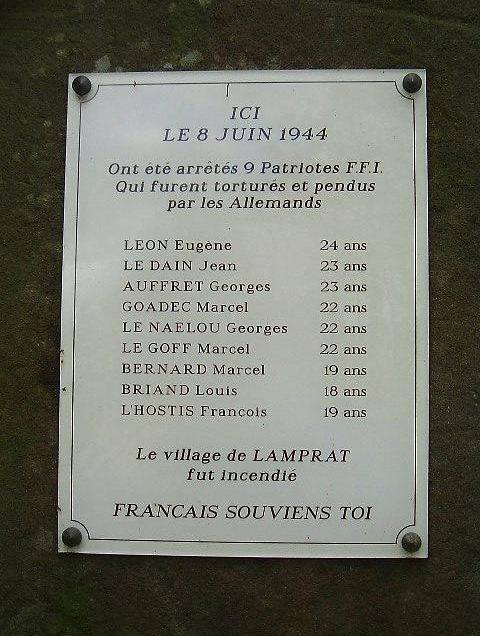 ICI
LE 8 JUIN 1944
Ont été arrêtés 9 Patriotes F.F.I.
Qui furent torturés et pendus
par les Allemands
LEON Eugène 24 ans
LE DAIN Jean 23 ans
AUFFRET Georges 23 ans
GOADEC Marcel 22 ans
LE NAELOU Georges 22 ans
LE GOFF Marcel 22 ans
BERNARD Marcel 19 ans
BRIAND Louis 18 ans
L'HOSTIS Francois 19 ans
Le village de LAMPRAT
fut incendié
FRANCAIS SOUVIENS TOI